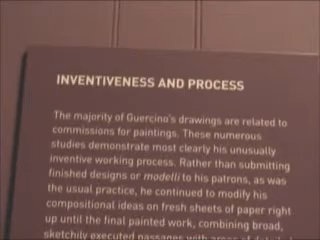 INVENTIVENESS AND PROCESS
The majority of Guercino's drawings are related to
commissions for paintings. These numerous
studies demonstrate most clearly his unusually
inventive working process. Rather than submitting
finished designs or modelli to his patrons, as was
the usual practice, he continued to modify his
compositional ideas on fresh sheets of paper right
up until the final painted work, combining broad,
sketchily executed passages with areas of